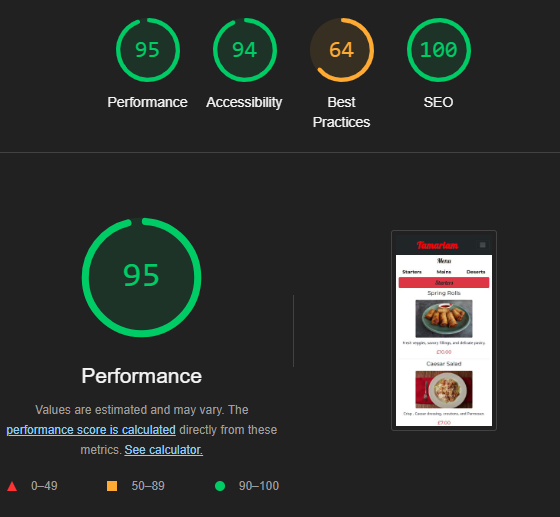 95
94
64
100
Performance
Accessibility
Best
Practices
SEO
95
Performance
Values are estimated and may vary. The
performance score is calculated directly from these
metrics. See calculator.
0–49
50–89
90–100
Menu
Starters Mains Deserts
Starters
Spring Rolls
fresh veggies, savory fillings, and delicate pastry
£10.00
Caesar Salad
Crisp , Caesar dressing, croutons, and Parmesan
£7.00